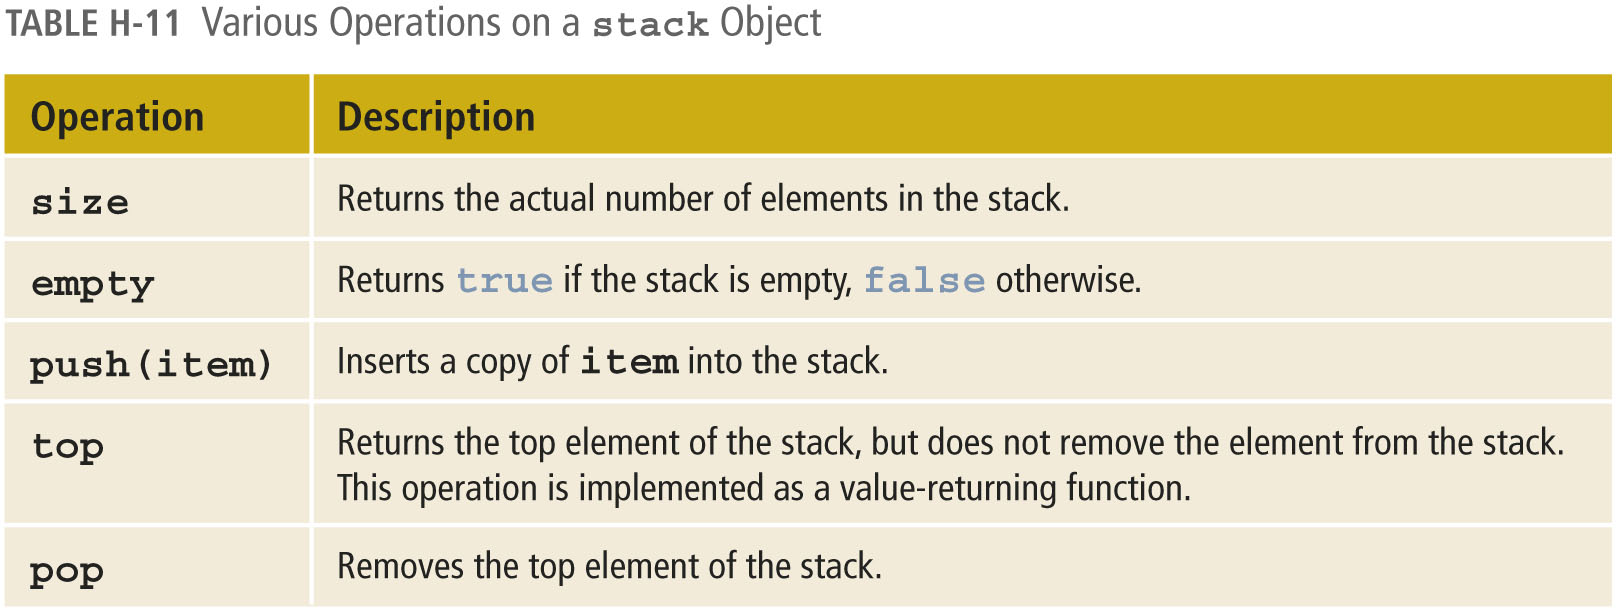 TABLE H-11 Various Operations on a stack Object
Operation Description
size Returns the actual number of elements in the stack.
empty Returns true if the stack is empty, false otherwise.
push(item) Inserts a copy of item into the stack.
top Returns the top element of the stack, but does not remove the element from the stack.
This operation is implemented as a value-returning function.
pop Removes the top element of the stack.